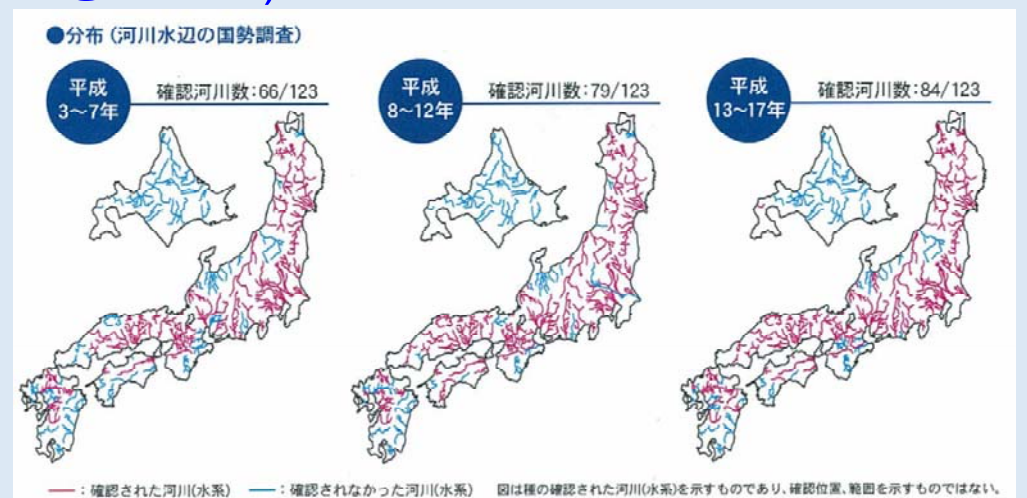 ●分布（河川水辺の国勢調査）
平成
3～7年
確認河川数：66/123
平成
8～12年
確認河川数：79/123
平成
13～17年
確認河川数：84/123
――：確認された河川(水系) ――：確認されなかった河川(水系) 図は種の確認された河川(水系)を示すものであり、確認位置、範囲を示すものではない。